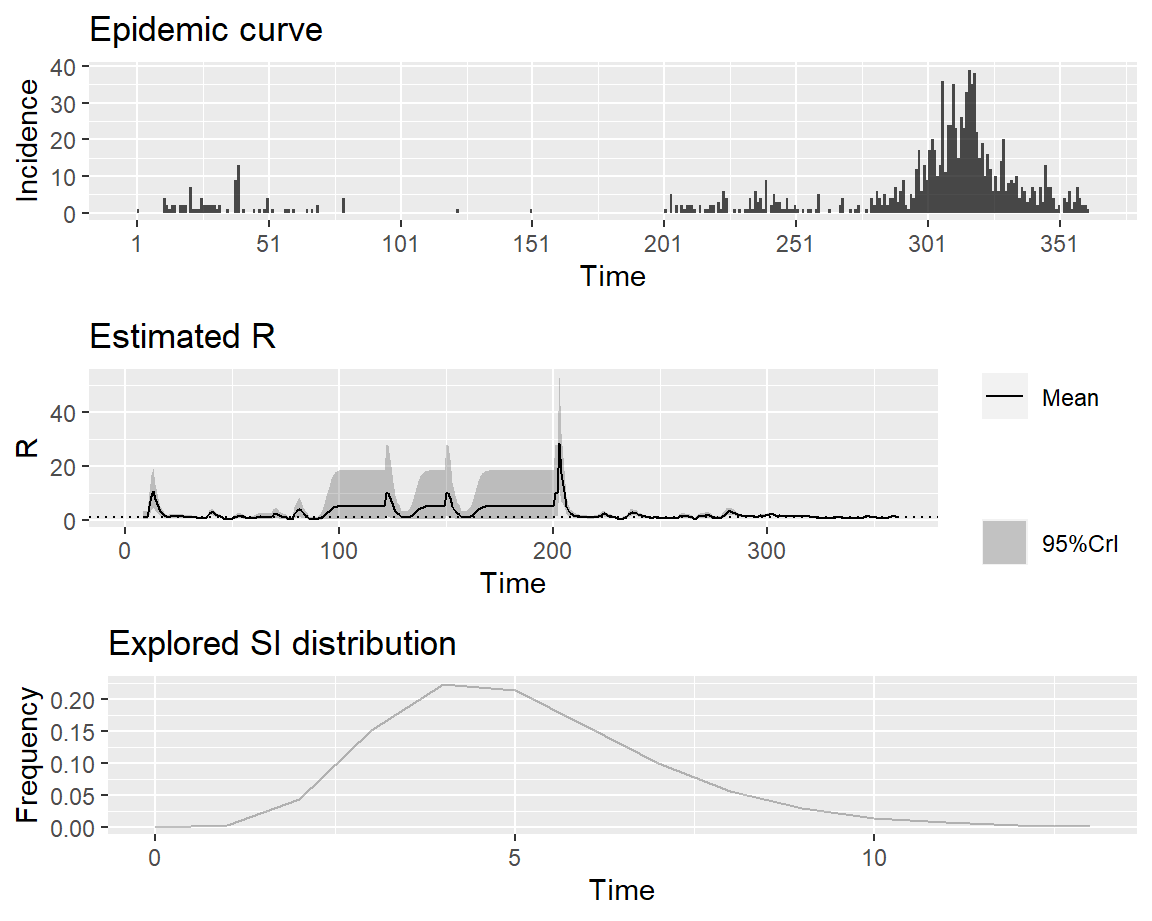 Epidemic curve
Incidence
40
30
20
10
0
1 51 101 151 201 251 301 351
Time
Estimated R
R
40
20
0
0 100 200 300
Time
Mean
95%CrI
Explored SI distribution
Frequency
0.20
0.15
0.10
0.05
0.00
0 5 10
Time